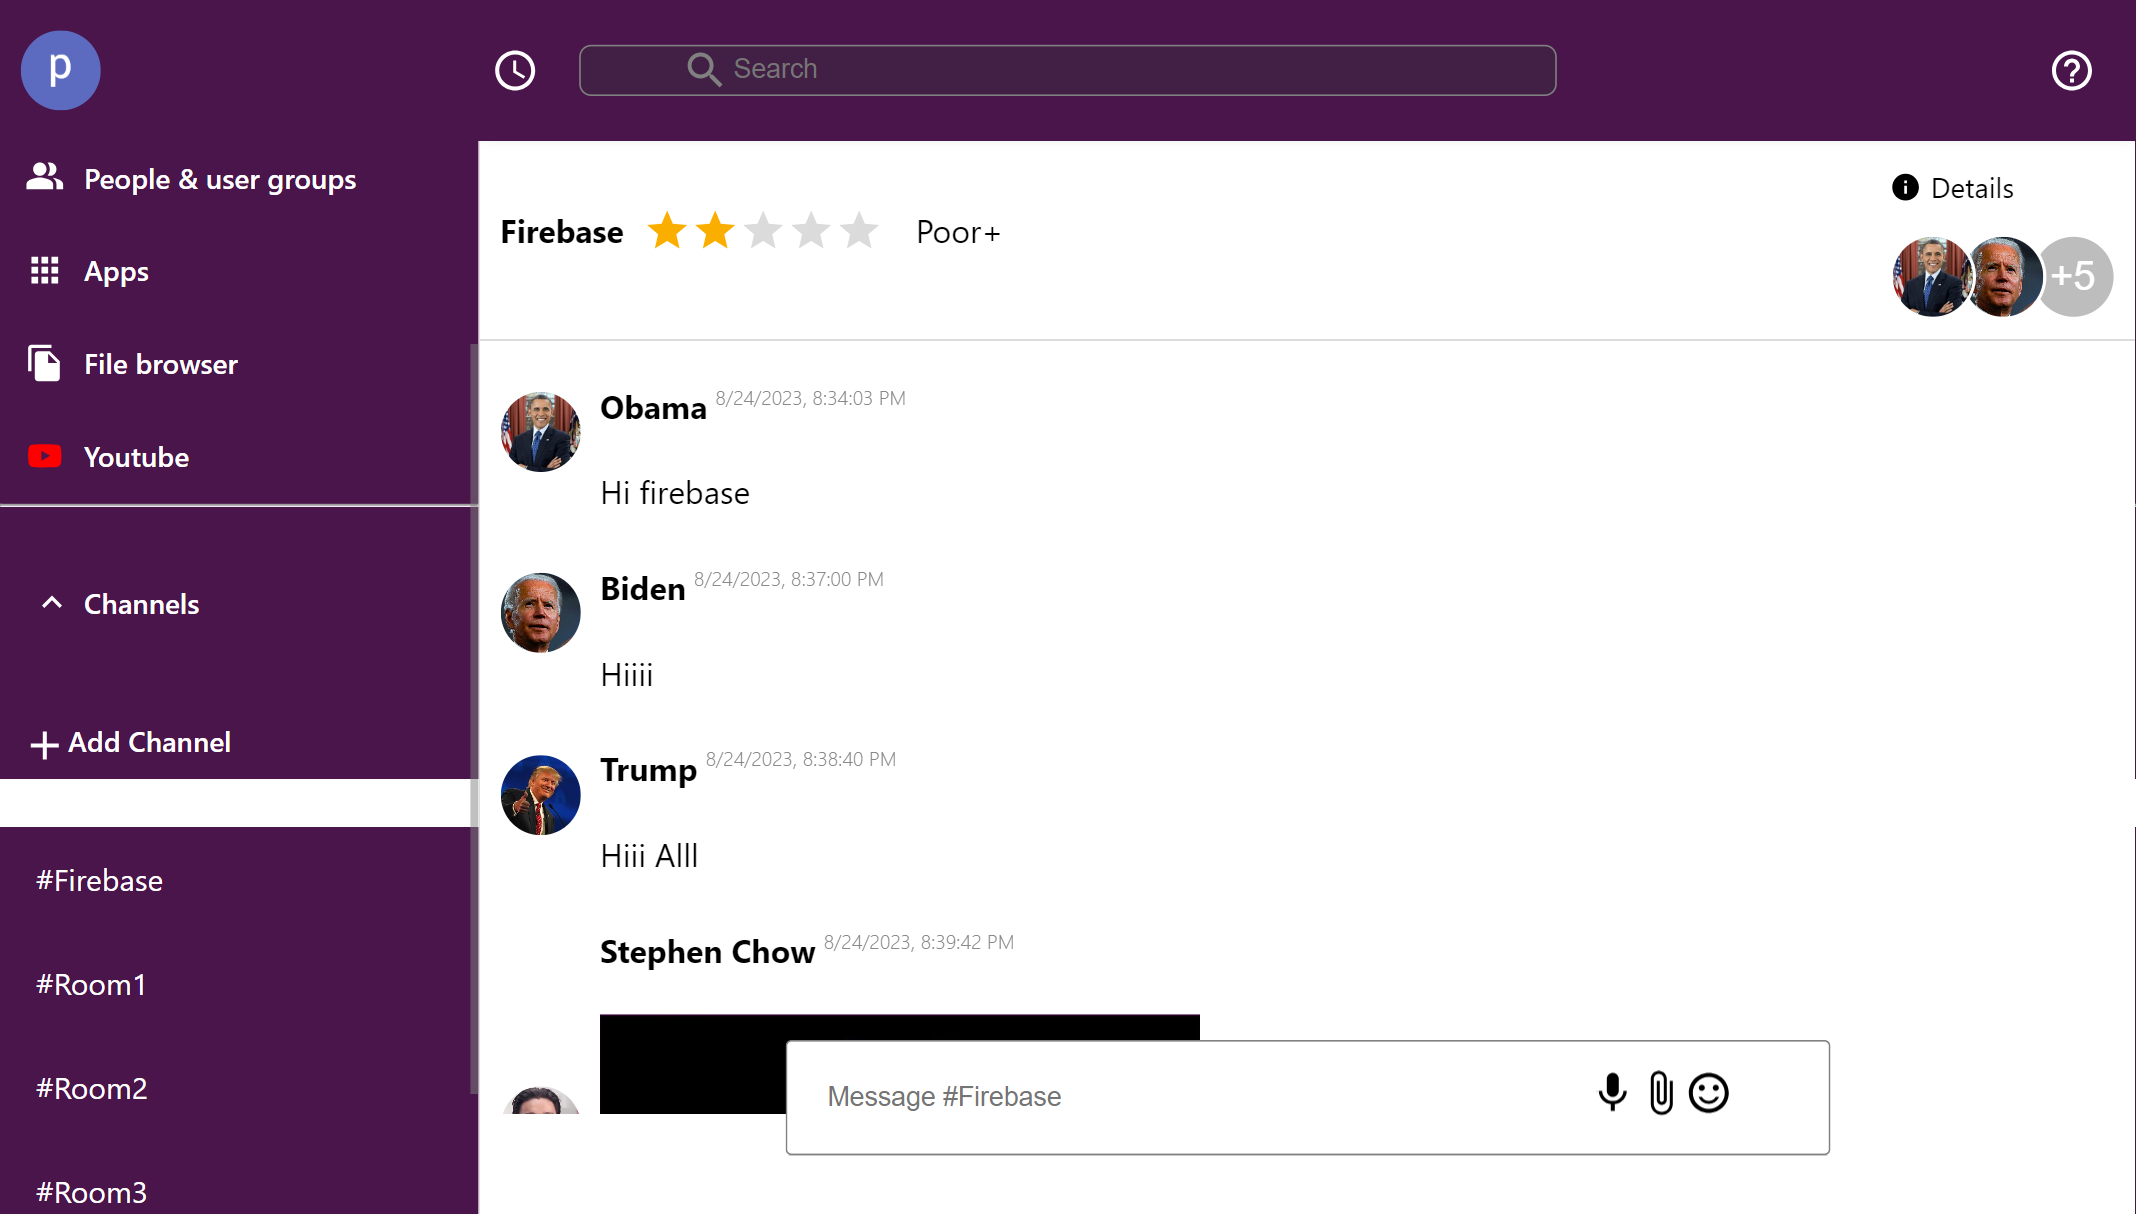 p
Search
People & user groups
Apps
File browser
Youtube
Channels
Add Channel
#Firebase
#Room1
#Room2
#Room3
Firebase
Poor+
Details
+5
Obama 8/24/2023, 8:34:03 PM
Hi firebase
Biden 8/24/2023, 8:37:00 PM
Hiiii
Trump 8/24/2023, 8:38:40 PM
Hiii Alll
Stephen Chow 8/24/2023, 8:39:42 PM
Message #Firebase